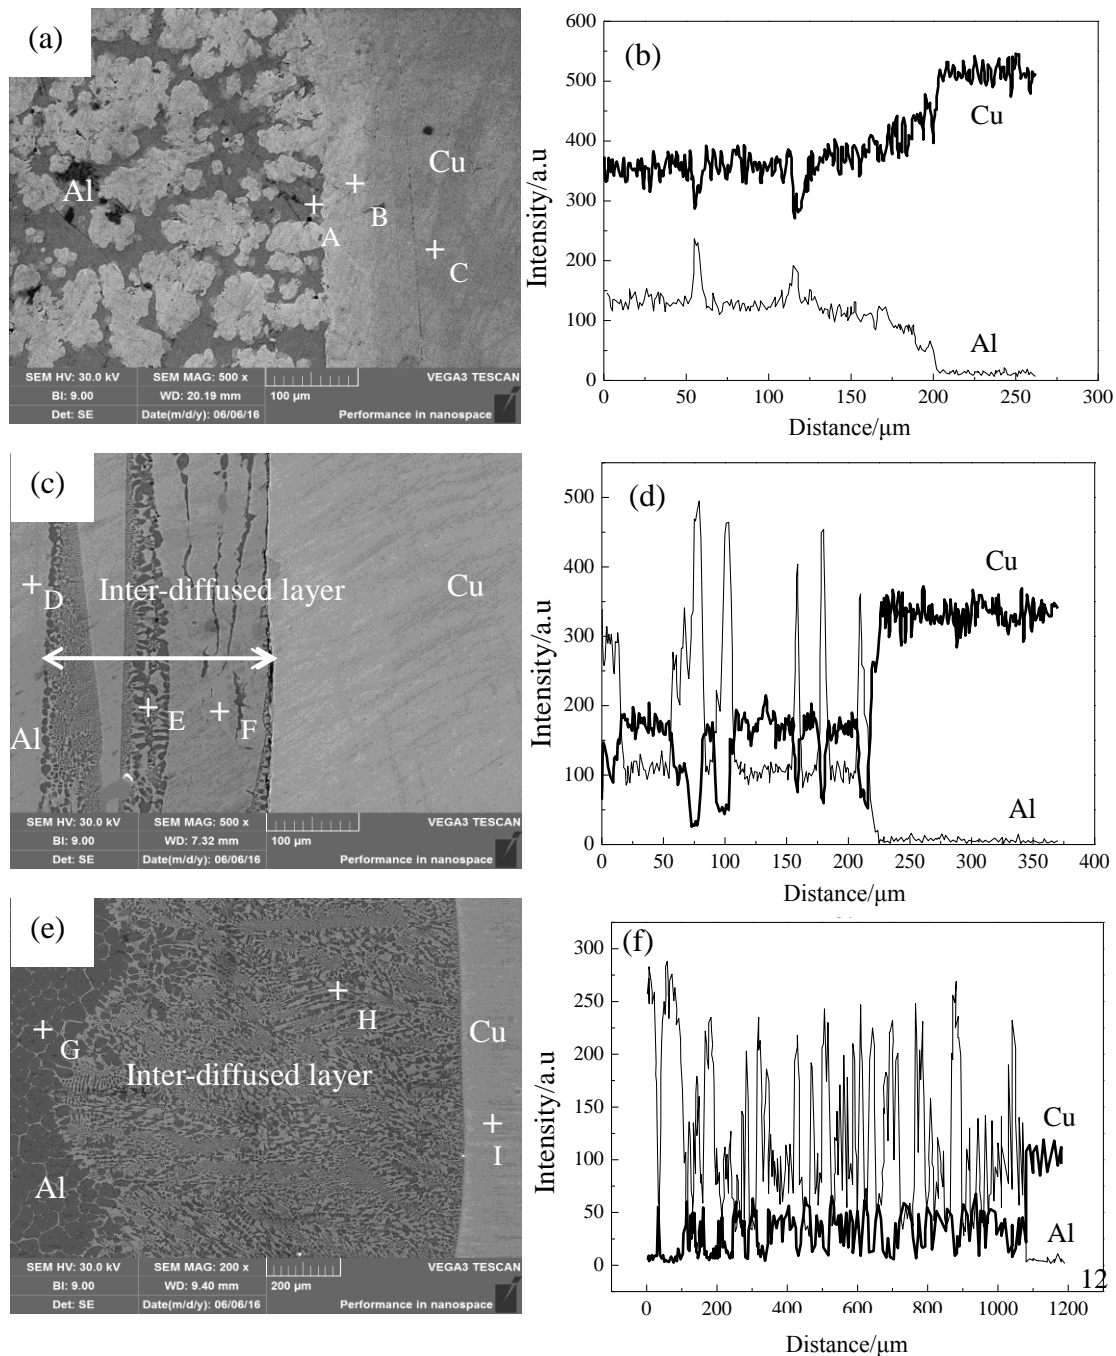 (a)
Al
Cu
A
B
C
SEM HV: 30.0 kV
SEM MAG: 500 x
VEGA3 TESCAN
BI: 9.00
WD: 20.19 mm
100 μm
Det: SE
Date(m/d/y): 06/06/16
Performance in nanospace
(b)
600
500
400
300
200
100
0
Intensity/a.u
Cu
Al
0 50 100 150 200 250 300
Distance/μm
(c)
D
Inter-diffused layer
Cu
E
F
Al
SEM HV: 30.0 kV
SEM MAG: 500 x
VEGA3 TESCAN
BI: 9.00
WD: 7.32 mm
100 μm
Det: SE
Date(m/d/y): 06/06/16
Performance in nanospace
(d)
500
400
300
200
100
0
Intensity/a.u
Cu
Al
0 50 100 150 200 250 300 350 400
Distance/μm
(e)
G
H
Cu
Inter-diffused layer
I
Al
SEM HV: 30.0 kV
SEM MAG: 200 x
VEGA3 TESCAN
BI: 9.00
WD: 9.40 mm
200 μm
Det: SE
Date(m/d/y): 06/06/16
Performance in nanospace
(f)
300
250
200
150
100
50
0
Intensity/a.u
Cu
Al
12
0 200 400 600 800 1000 1200
Distance/μm